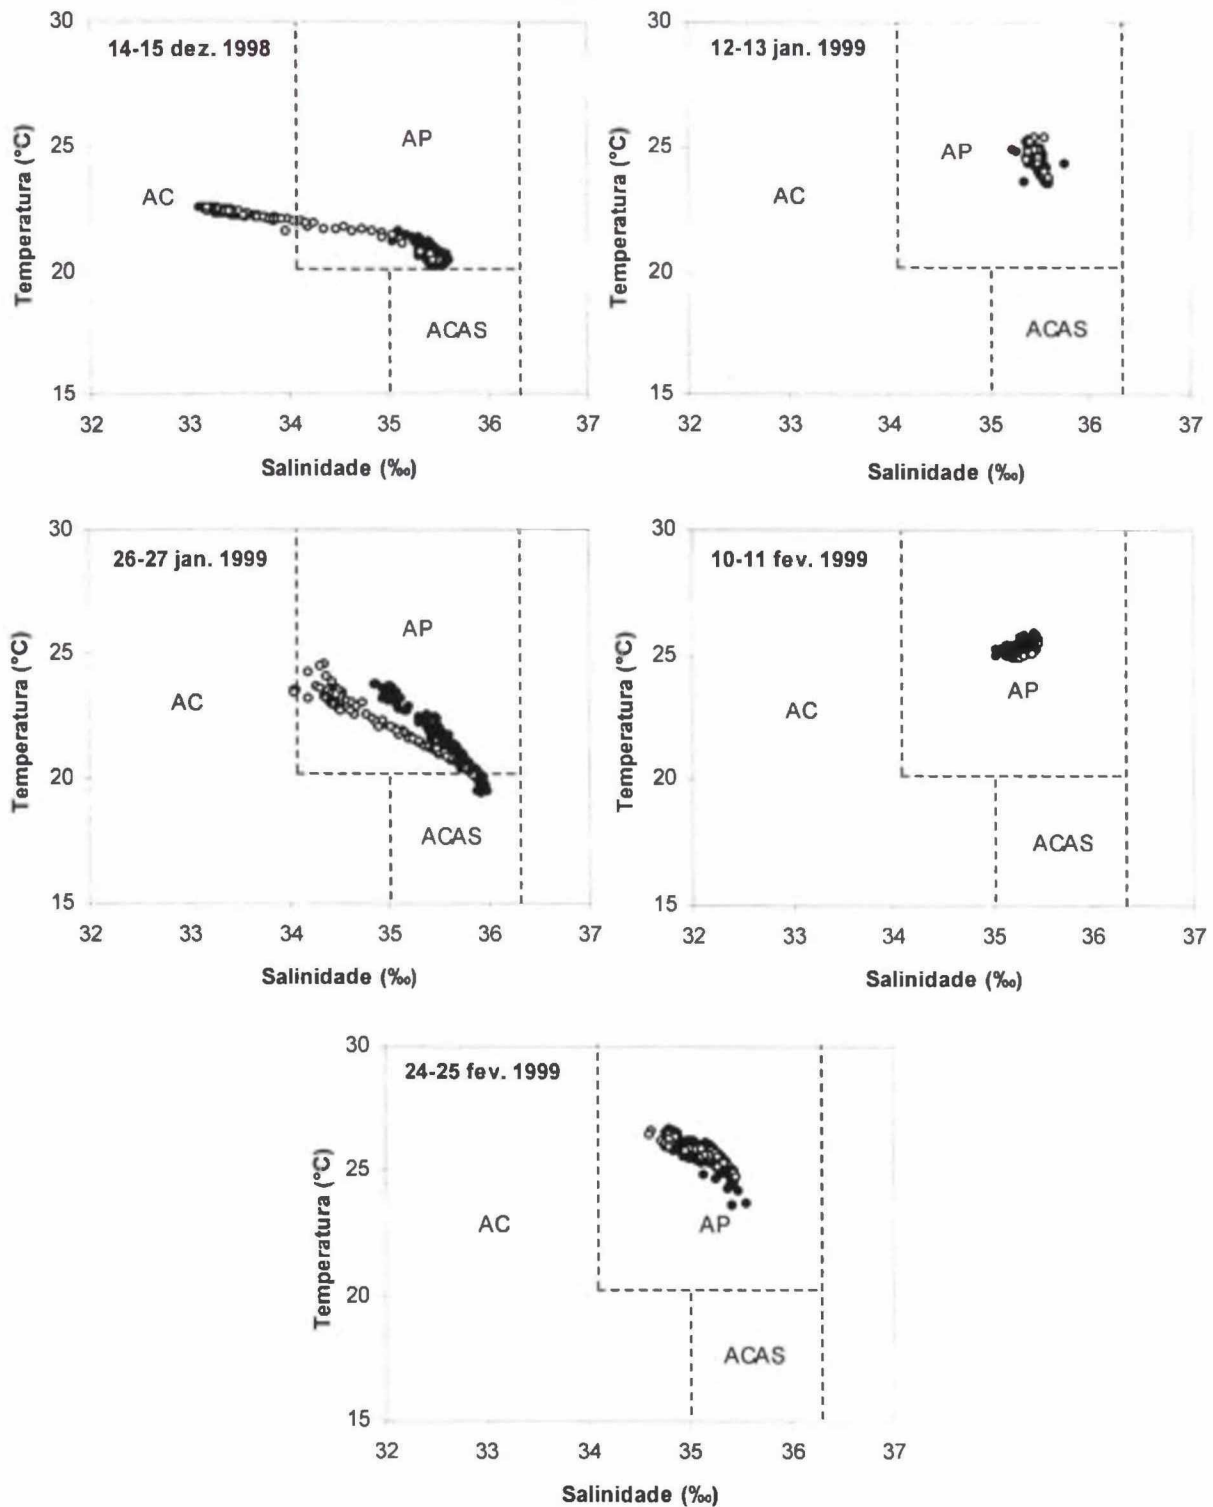 30
14-15 dez. 1998
25
AP
AC
20
ACAS
15
32 33 34 35 36 37
Temperatura (°C)
Salinidade (‰)
30
12-13 jan. 1999
25
AP
AC
20
ACAS
15
32 33 34 35 36 37
Temperatura (°C)
Salinidade (‰)
30
26-27 jan. 1999
AP
25
AC
20
ACAS
15
32 33 34 35 36 37
Temperatura (°C)
Salinidade (‰)
30
10-11 fev. 1999
25
AP
AC
20
ACAS
15
32 33 34 35 36 37
Temperatura (°C)
Salinidade (‰)
30
24-25 fev. 1999
25
AC
AP
20
ACAS
15
32 33 34 35 36 37
Temperatura (°C)
Salinidade (‰)